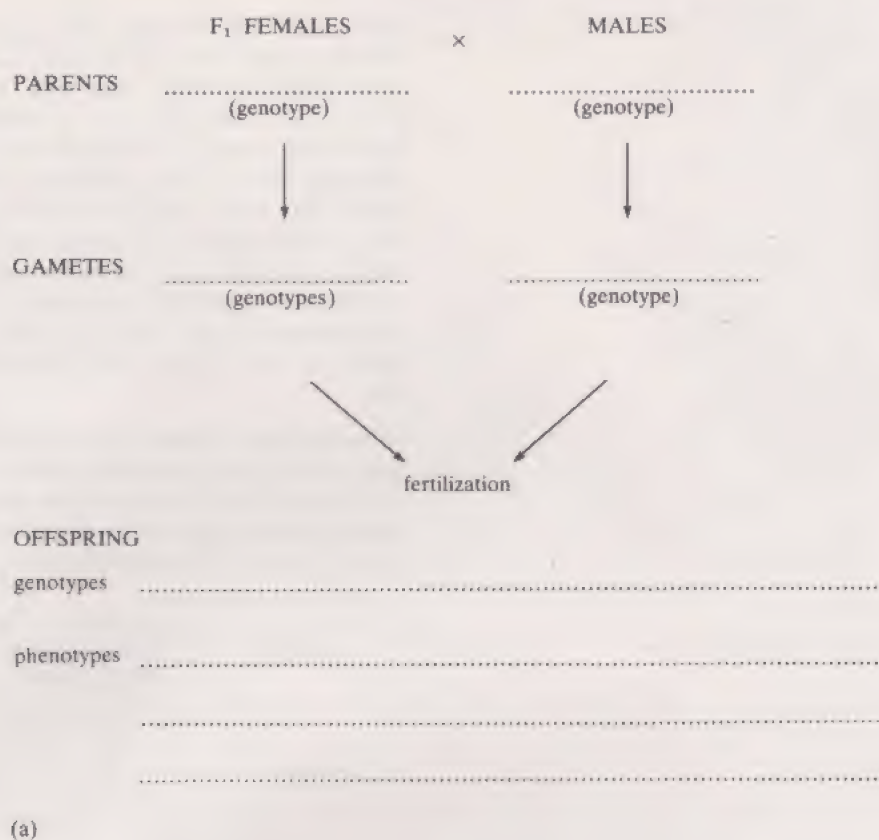 F₁ FEMALES × MALES
PARENTS
(genotype) (genotype)
GAMETES
(genotypes) (genotype)
fertilization
OFFSPRING
genotypes
phenotypes
(a)